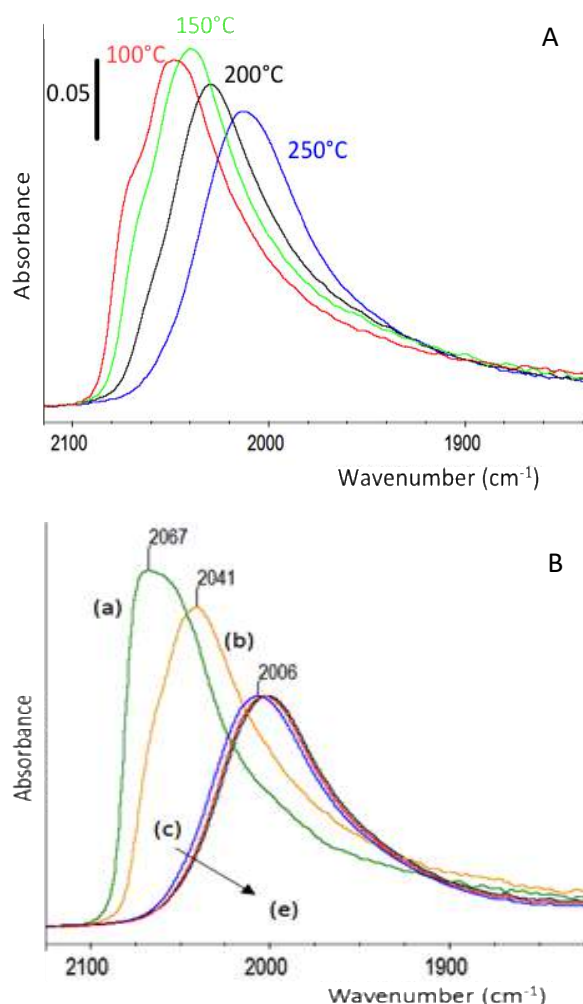 A
150°C
100°C
200°C
0.05
250°C
Absorbance
2100
2000
1900
Wavenumber (cm-1)
B
2067
(a)
2041
(b)
2006
Absorbance
(c)
(e)
2100
2000
1900
Wavenumber (cm-1)